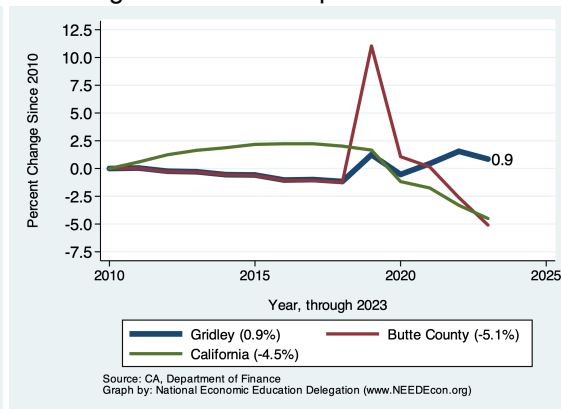 12.5
10.0
7.5
5.0
2.5
0.0
-2.5
-5.0
-7.5
Percent Change Since 2010
0.9
2010 2015 2020 2025
Year, through 2023
Gridley (0.9%) Butte County (-5.1%)
California (-4.5%)
Source: CA, Department of Finance
Graph by: National Economic Education Delegation (www.NEEDEcon.org)